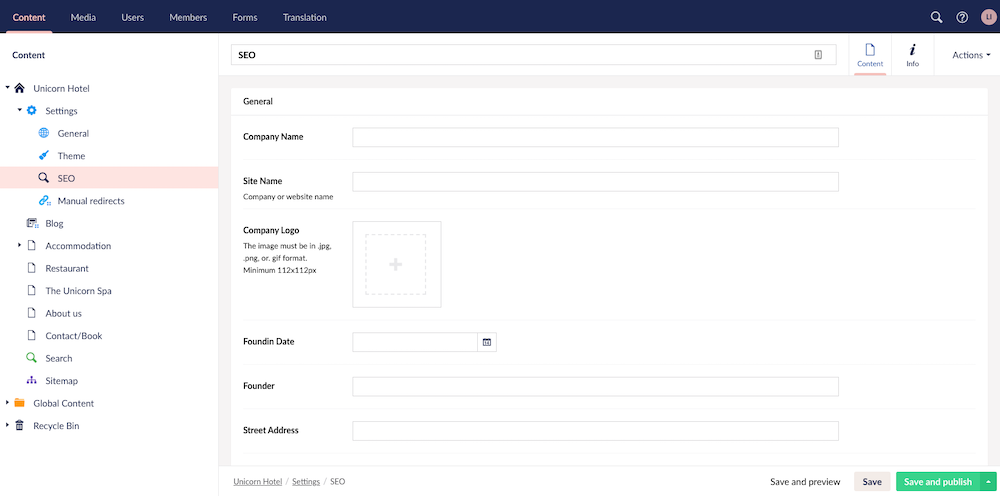 Content Media Users Members Forms Translation
LI
Content
Unicorn Hotel
Settings
General
Theme
SEO
Manual redirects
Blog
Accommodation
Restaurant
The Unicorn Spa
About us
Contact/Book
Search
Sitemap
Global Content
Recycle Bin
SEO
Content
Info
Actions
General
Company Name
Site Name
Company or website name
Company Logo
The image must be in .jpg,
.png, or. gif format.
Minimum 112x112px
Foundin Date
Founder
Street Address
Unicorn Hotel / Settings / SEO
Save and preview
Save
Save and publish